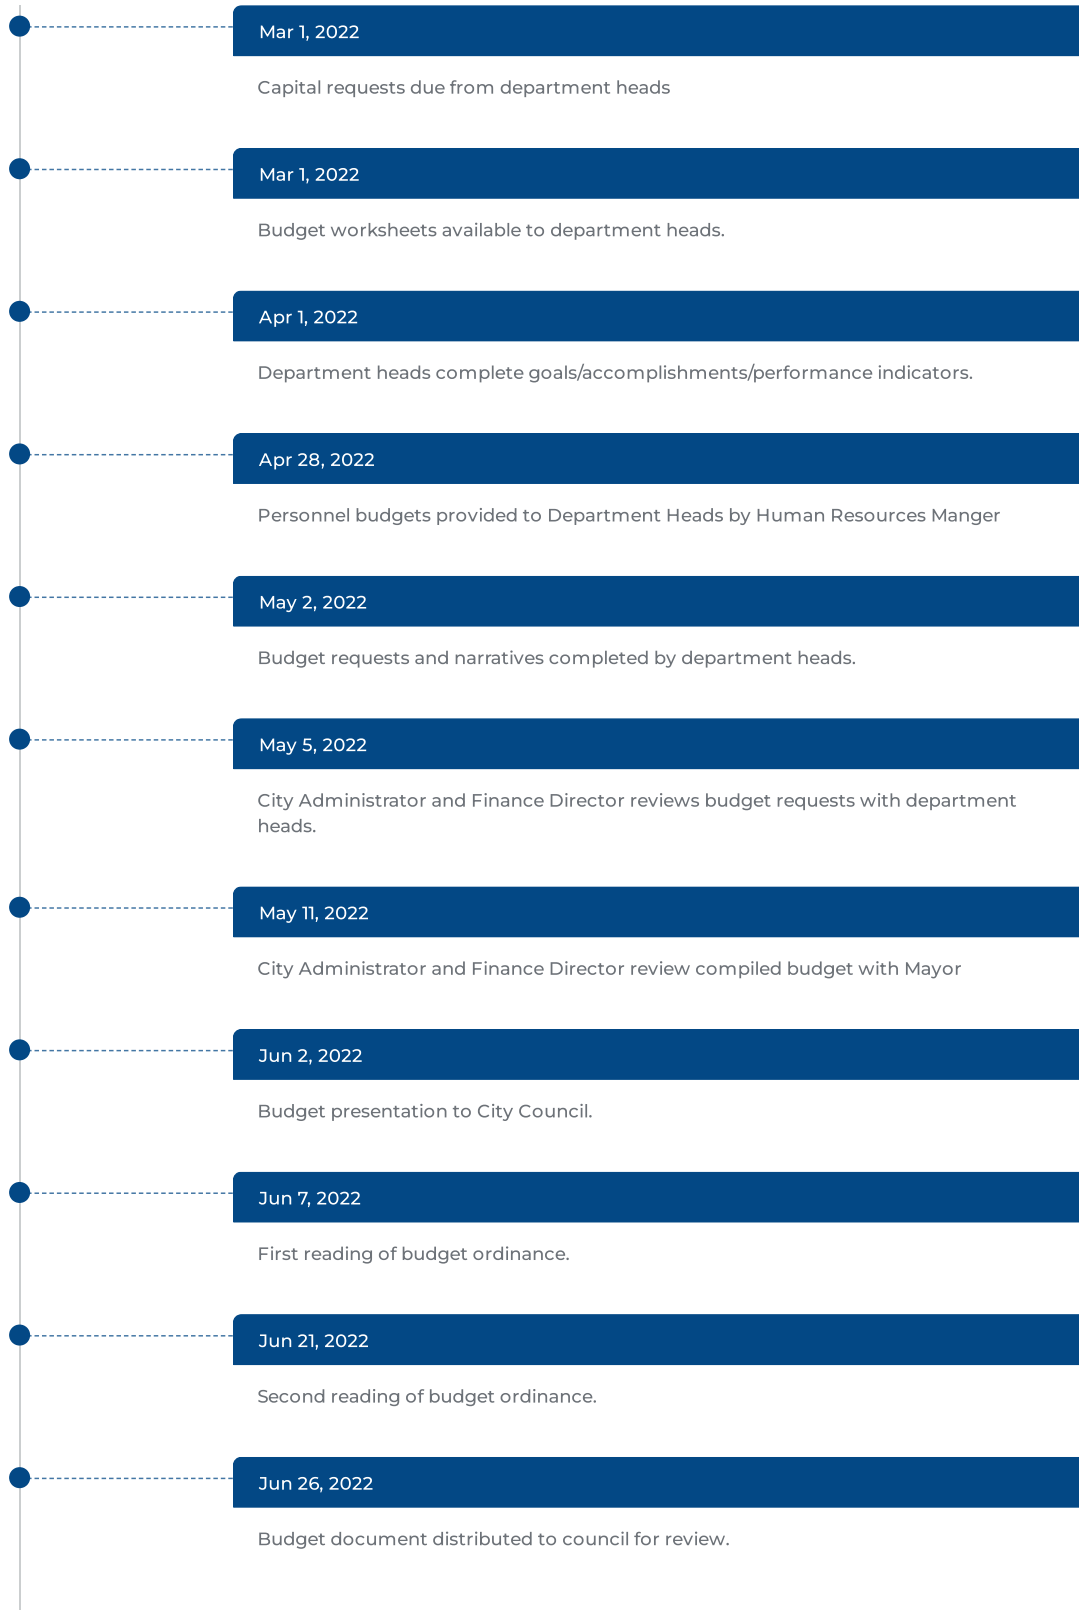 Mar 1, 2022
Capital requests due from department heads
Mar 1, 2022
Budget worksheets available to department heads.
Apr 1, 2022
Department heads complete goals/accomplishments/performance indicators.
Apr 28, 2022
Personnel budgets provided to Department Heads by Human Resources Manger
May 2, 2022
Budget requests and narratives completed by department heads.
May 5, 2022
City Administrator and Finance Director reviews budget requests with department
heads.
May 11, 2022
City Administrator and Finance Director review compiled budget with Mayor
Jun 2, 2022
Budget presentation to City Council.
Jun 7, 2022
First reading of budget ordinance.
Jun 21, 2022
Second reading of budget ordinance.
Jun 26, 2022
Budget document distributed to council for review.